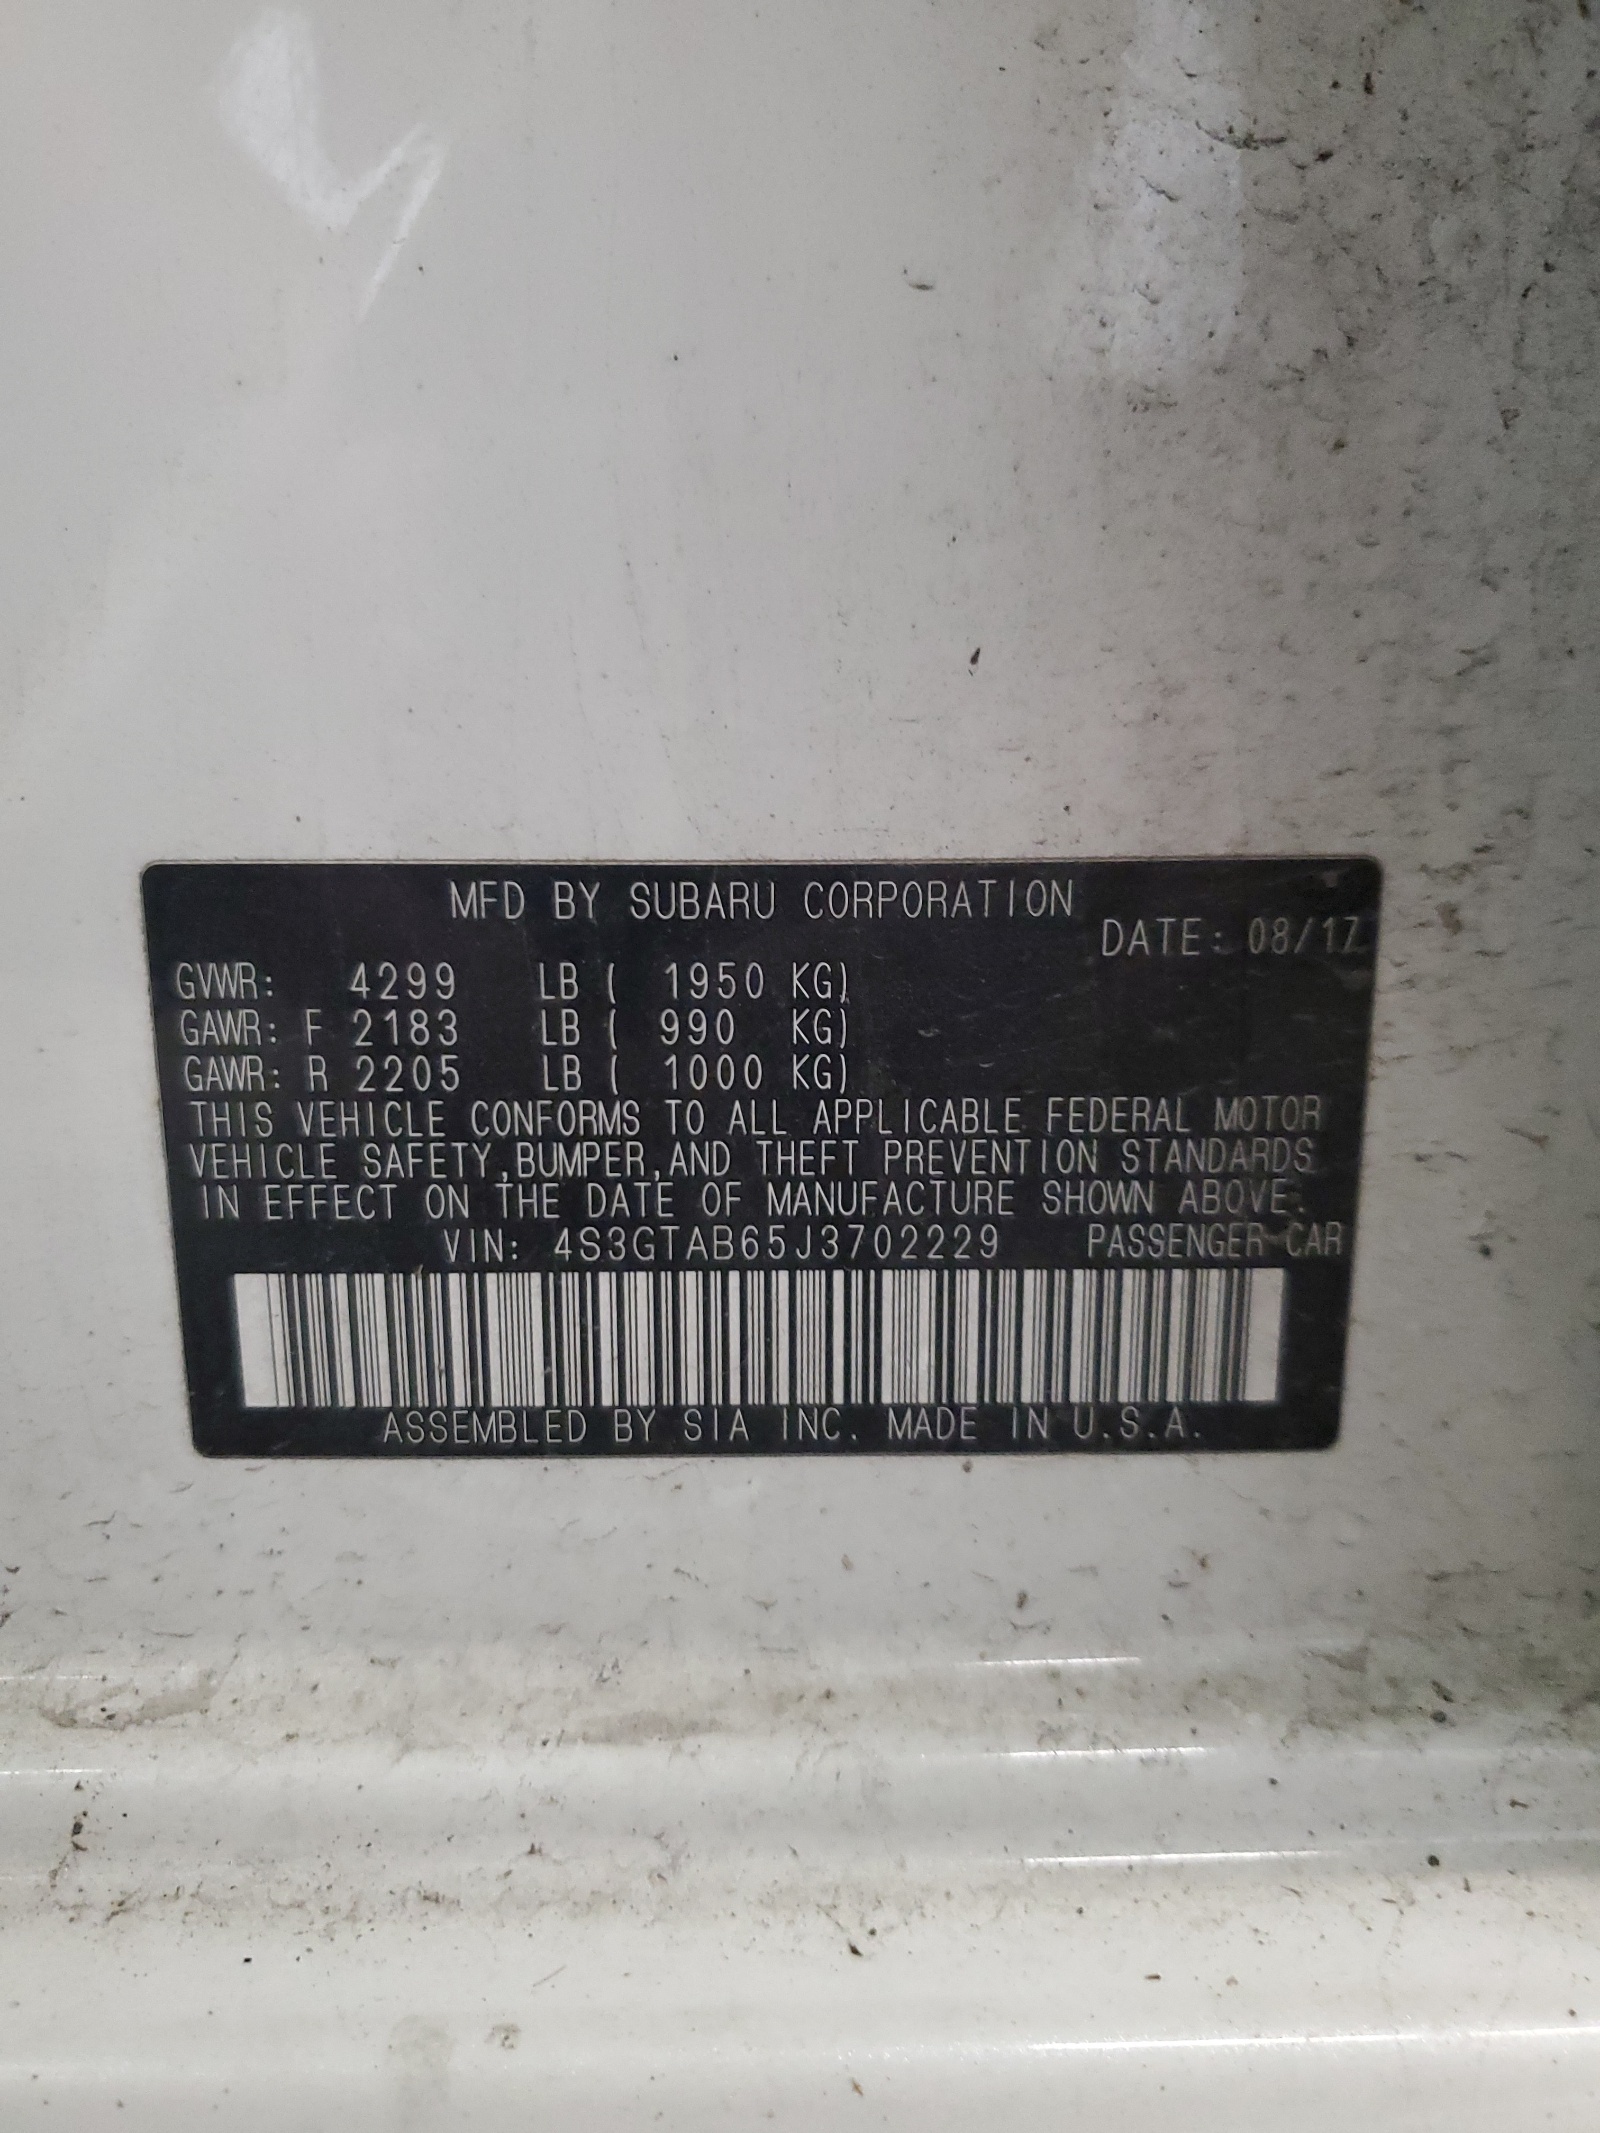 MFD BY SUBARU CORPORATION
DATE: 08/17
GVWR: 4299 LB ( 1950 KG)
GAWR: F 2183 LB ( 990 KG)
GAWR: R 2205 LB ( 1000 KG)
THIS VEHICLE CONFORMS TO ALL APPLICABLE FEDERAL MOTOR
VEHICLE SAFETY,BUMPER,AND THEFT PREVENTION STANDARDS
IN EFFECT ON THE DATE OF MANUFACTURE SHOWN ABOVE.
VIN: 4S3GTAB65J3702229 PASSENGER CAR
ASSEMBLED BY SIA INC. MADE IN U.S.A.